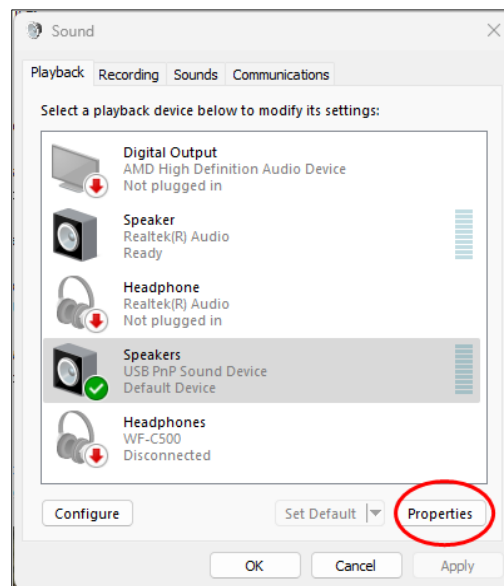 Sound
Playback Recording Sounds Communications
Select a playback device below to modify its settings:
Digital Output
AMD High Definition Audio Device
Not plugged in
Speaker
Realtek(R) Audio
Ready
Headphone
Realtek(R) Audio
Not plugged in
Speakers
USB PnP Sound Device
Default Device
Headphones
WF-C500
Disconnected
Configure Set Default Properties
OK Cancel Apply